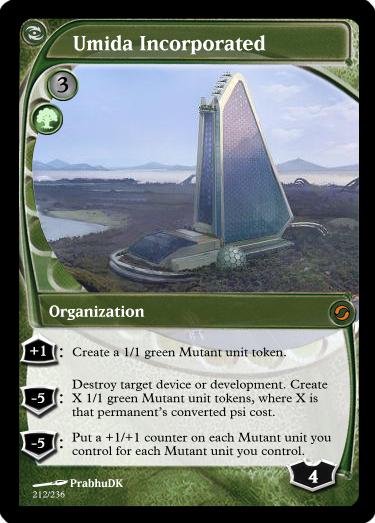 Umida Incorporated
3
Organization
+1: Create a 1/1 green Mutant unit token.
-5: Destroy target device or development. Create
X 1/1 green Mutant unit tokens, where X is
that permanent's converted psi cost.
-5: Put a +1/+1 counter on each Mutant unit you
control for each Mutant unit you control.
4
PrabhuDK
212/236